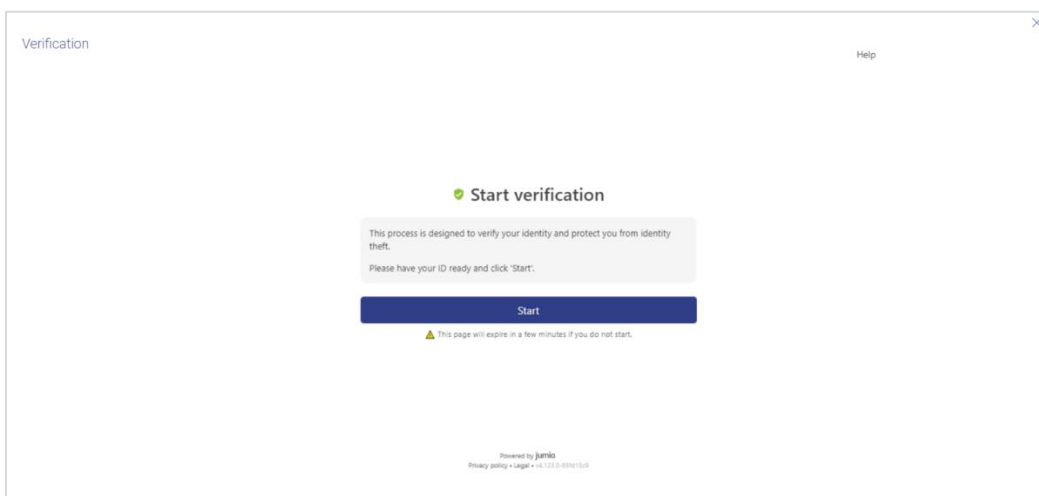 Verification
Help
Start verification
This process is designed to verify your identity and protect you from identity
theft.
Please have your ID ready and click 'Start'.
Start
This page will expire in a few minutes if you do not start.
Powered by jumio
Privacy policy • Legal •